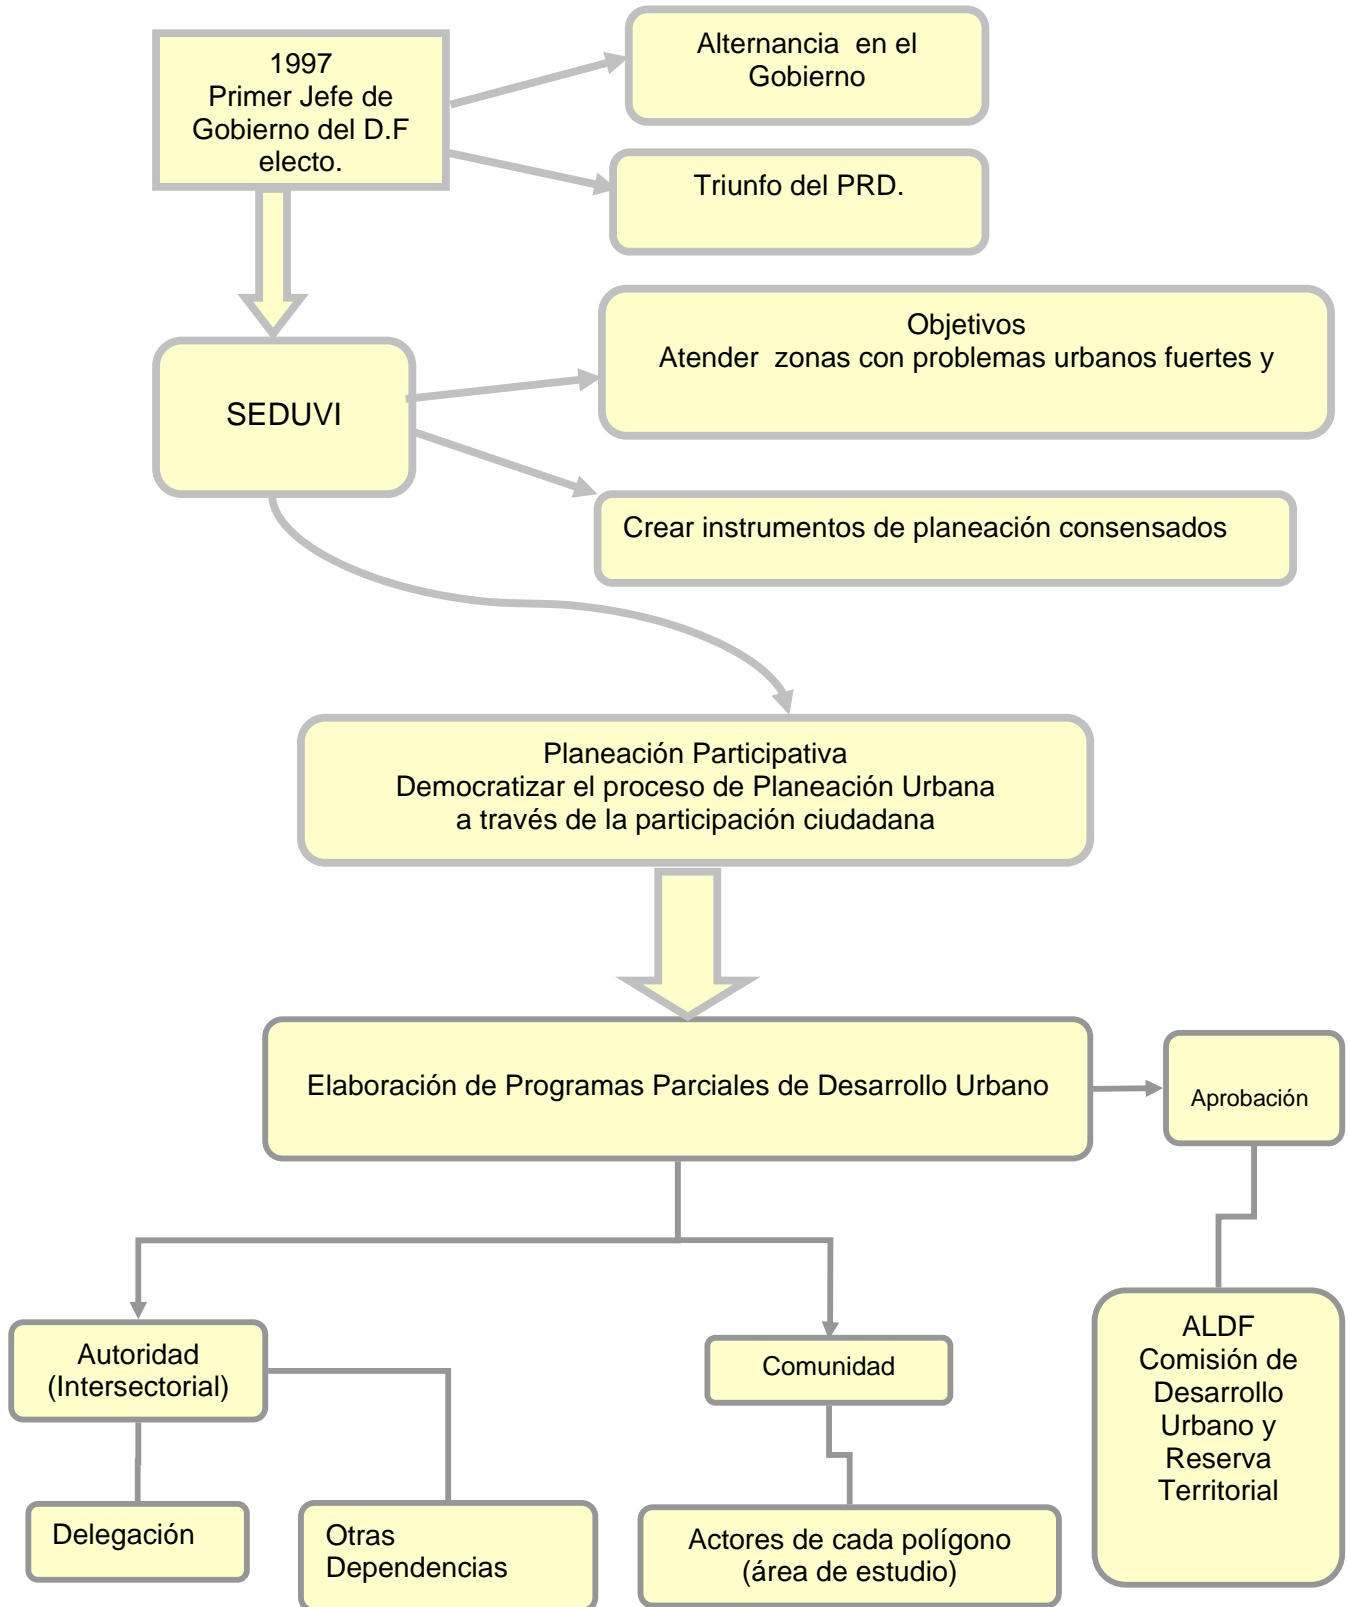 1997
Primer Jefe de
Gobierno del D.F
electo.
Alternancia en el
Gobierno
Triunfo del PRD.
SEDUVI
Objetivos
Atender zonas con problemas urbanos fuertes y
Crear instrumentos de planeación consensados
Planeación Participativa
Democratizar el proceso de Planeación Urbana
a través de la participación ciudadana
Elaboración de Programas Parciales de Desarrollo Urbano
Aprobación
Autoridad
(Intersectorial)
Comunidad
ALDF
Comisión de
Desarrollo
Urbano y
Reserva
Territorial
Delegación
Otras
Dependencias
Actores de cada polígono
(área de estudio)